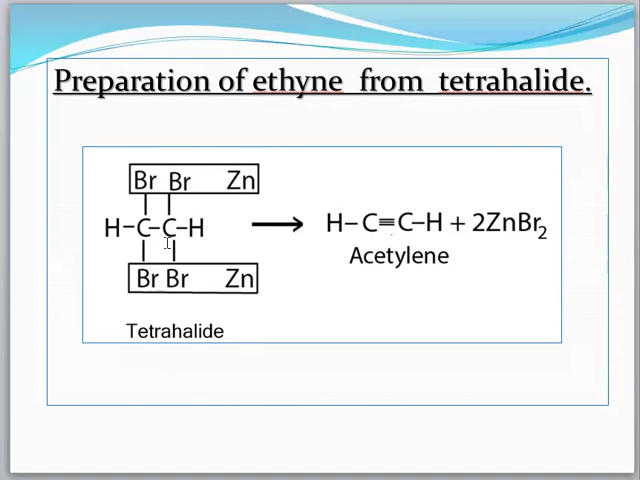 Preparation of ethyne from tetrahalide.
Br Br Zn
H-C-C-H ⟶ H-C≡C-H + 2ZnBr₂
Acetylene
Br Br Zn
Tetrahalide